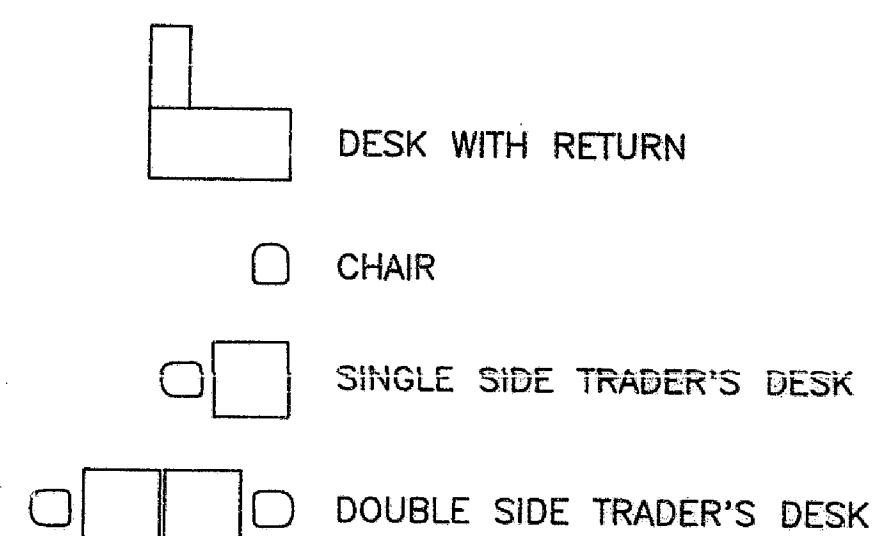 DESK WITH RETURN
CHAIR
SINGLE SIDE TRADER'S DESK
DOUBLE SIDE TRADER'S DESK